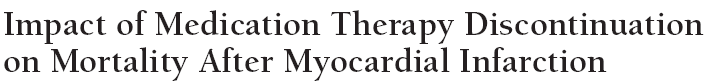 Impact of Medication Therapy Discontinuation
on Mortality After Myocardial Infarction